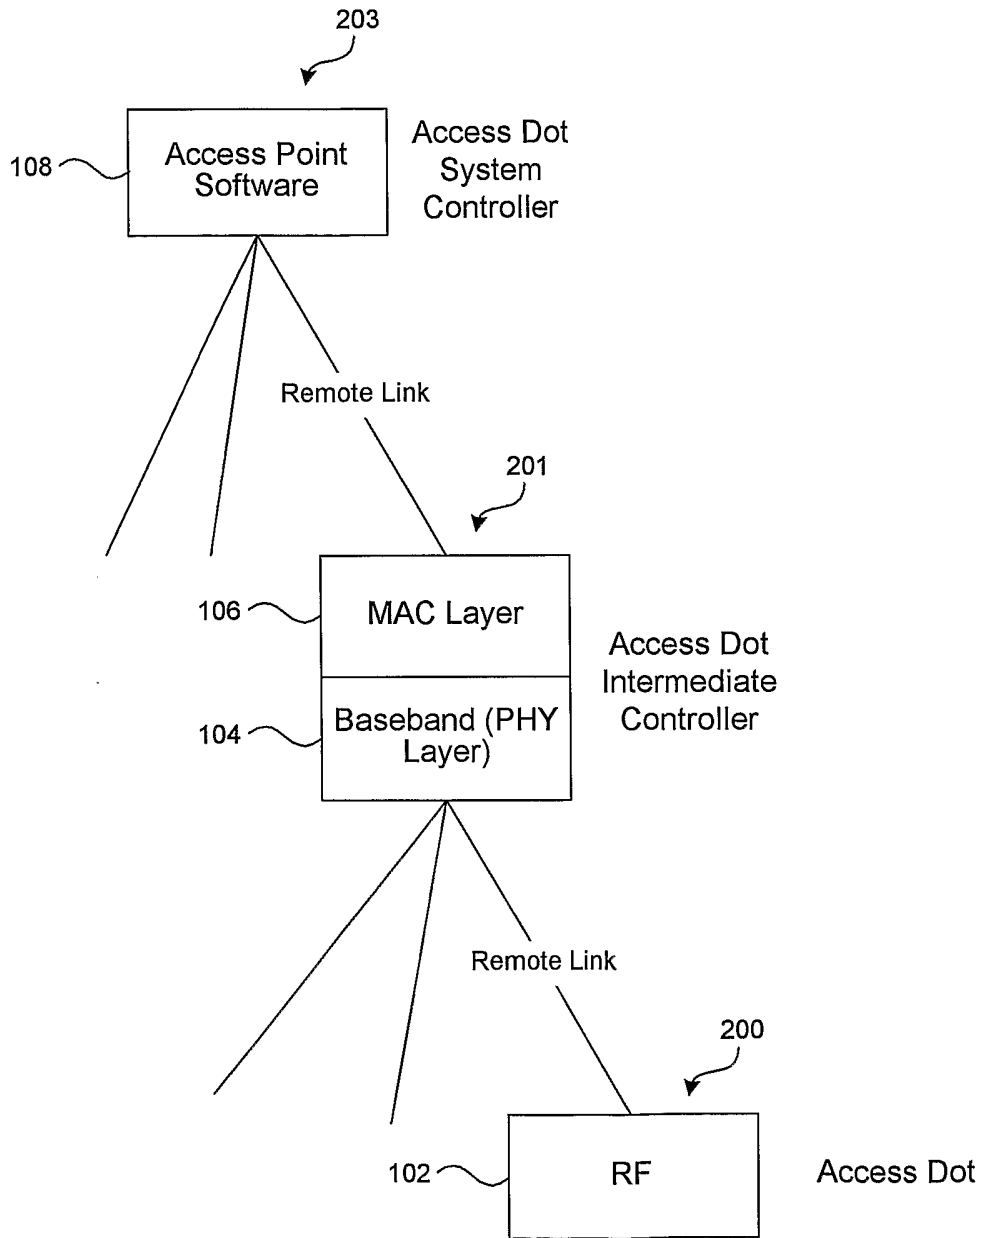 203
108
Access Point
Software
Access Dot
System
Controller
Remote Link
201
106
MAC Layer
104
Baseband (PHY
Layer)
Access Dot
Intermediate
Controller
Remote Link
200
102
RF
Access Dot